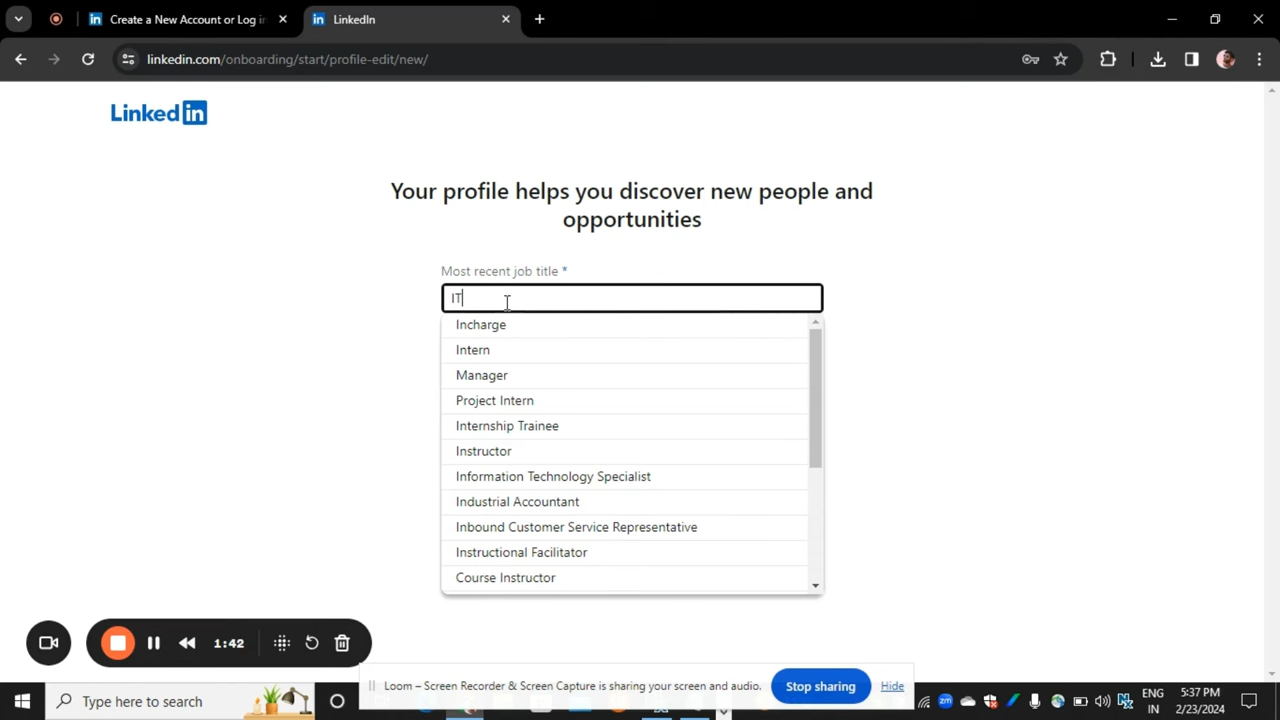 Create a New Account or Log in
LinkedIn
linkedin.com/onboarding/start/profile-edit/new/
Linkedin
Your profile helps you discover new people and
opportunities
Most recent job title *
IT
Incharge
Intern
Manager
Project Intern
Internship Trainee
Instructor
Information Technology Specialist
Industrial Accountant
Inbound Customer Service Representative
Instructional Facilitator
Course Instructor
1:42
Loom – Screen Recorder & Screen Capture is sharing your screen and audio.
Stop sharing
Hide
Type here to search
ENG
IN
5:37 PM
2/23/2024